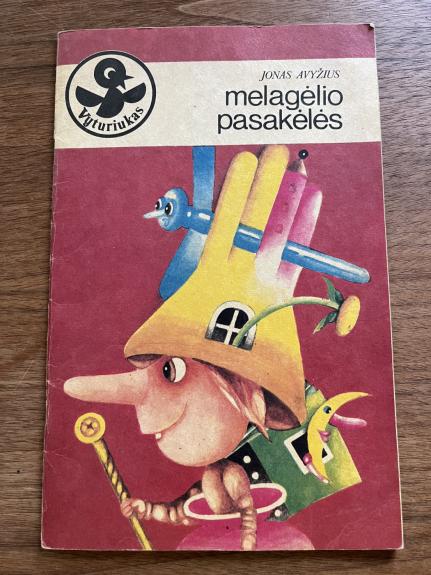 Vyturiukas
JONAS AVYŽIUS
melagėlio
pasakėlės